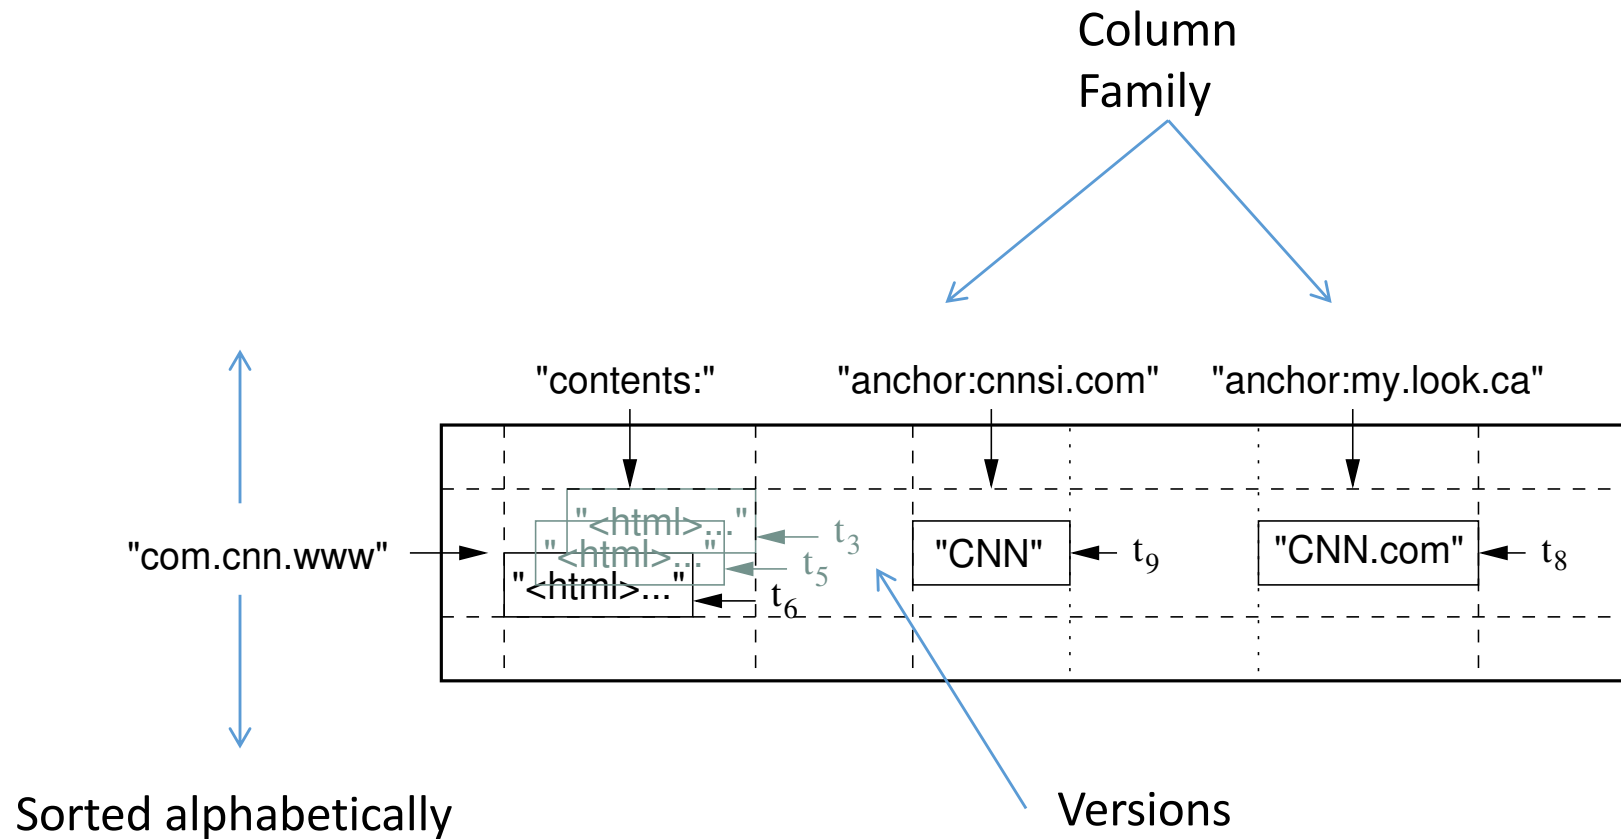 Column
Family
"contents:"
"anchor:cnnsi.com"
"anchor:my.look.ca"
"<html>..."
t3
"<html>..."
t5
"<html>..."
t6
"com.cnn.www"
"CNN"
t9
"CNN.com"
t8
Sorted alphabetically
Versions